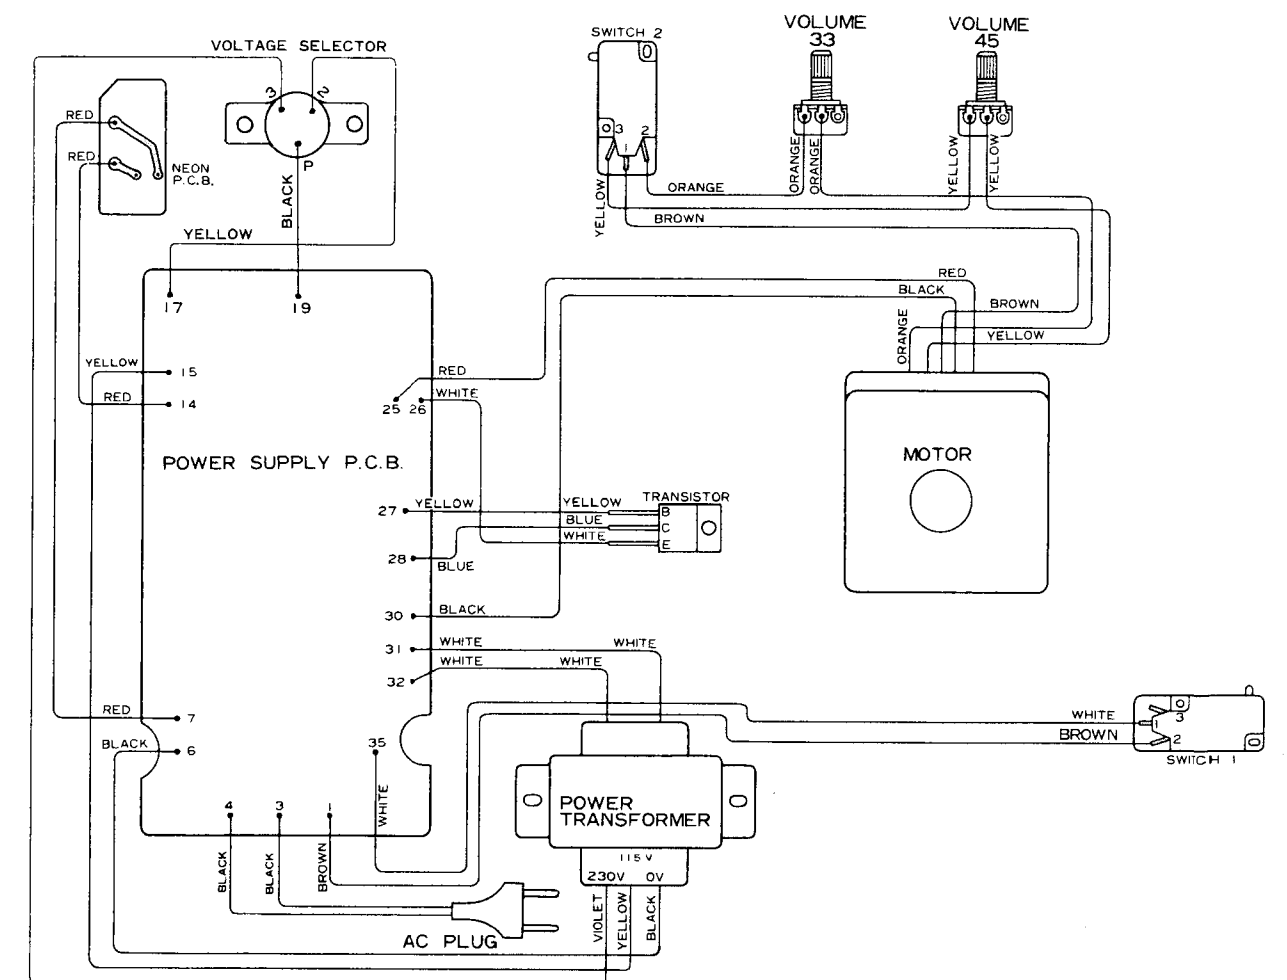 VOLTAGE SELECTOR
SWITCH 2
VOLUME
33
VOLUME
45
3
2
P
RED
RED
NEON
P.C.B.
BLACK
YELLOW
3
2
1
ORANGE
YELLOW
BROWN
ORANGE
ORANGE
YELLOW
YELLOW
RED
BLACK
BROWN
ORANGE
YELLOW
17
19
YELLOW
15
RED
14
RED
WHITE
25
26
POWER SUPPLY P.C.B.
MOTOR
27
YELLOW
YELLOW
TRANSISTOR
B
BLUE
C
WHITE
E
28
BLUE
30
BLACK
31
WHITE
WHITE
32
WHITE
WHITE
RED
7
BLACK
6
35
WHITE
WHITE
BROWN
1
3
2
SWITCH 1
4
3
1
BLACK
BLACK
BROWN
POWER
TRANSFORMER
115V
230V
0V
VIOLET
YELLOW
BLACK
AC PLUG